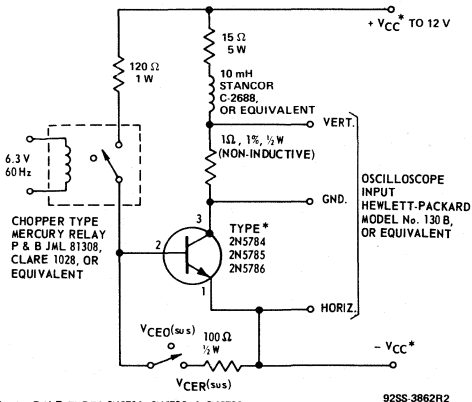 + VCC* TO 12 V
15 Ω
5 W
120 Ω
1 W
10 mH
STANCOR
C-2688,
OR EQUIVALENT
VERT.
1Ω, 1%, ½ W
(NON-INDUCTIVE)
6.3 V
60 Hz
OSCILLOSCOPE
INPUT
HEWLETT-PACKARD
MODEL No. 130 B,
OR EQUIVALENT
GND.
CHOPPER TYPE
MERCURY RELAY
P & B JML 81308,
CLARE 1028, OR
EQUIVALENT
3
TYPE*
2N5784
2N5785
2N5786
2
1
HORIZ.
VCEO(sus)
100 Ω
½ W
− VCC*
VCER(sus)
92SS-3862R2